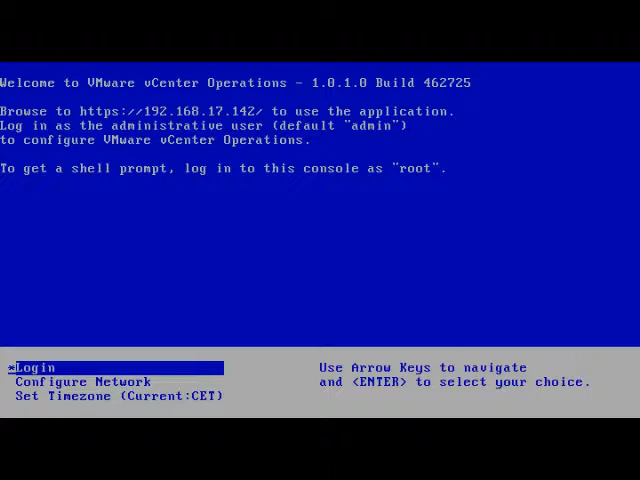 Welcome to VMware vCenter Operations - 1.0.1.0 Build 462725
Browse to https://192.168.17.142/ to use the application.
Log in as the administrative user (default "admin")
to configure VMware vCenter Operations.
To get a shell prompt, log in to this console as "root".
*Login
Configure Network
Set Timezone (Current:CET)
Use Arrow Keys to navigate
and <ENTER> to select your choice.